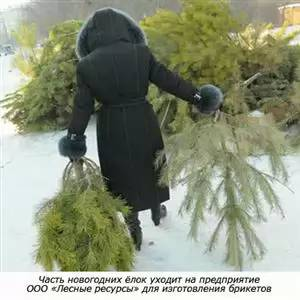 Часть новогодних ёлок уходит на предприятие
ООО «Лесные ресурсы» для изготовления брикетов